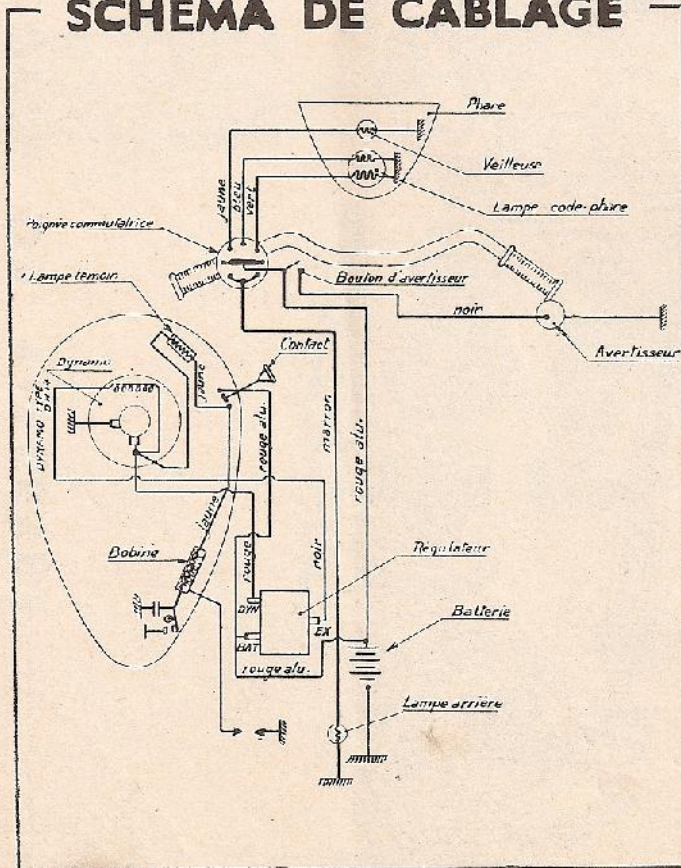 SCHEMA DE CABLAGE
Phare
Veilleuse
Lampe code-phare
jaune
bleu
vert
Poignée commutatrice
Bouton d'avertisseur
Lampe témoin
noir
Avertisseur
Contact
Dynamo
jaune
DYNAMO TYPE
rouge alu.
marron
rouge alu.
jaune
Bobine
rouge
noir
Régulateur
DYN
EX
BAT
Batterie
rouge alu.
Lampe arrière